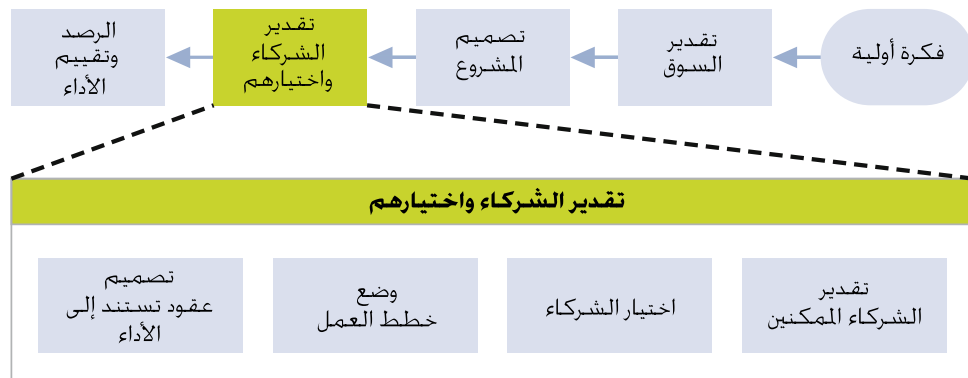 فكرة أولية
تقدير
السوق
تصميم
المشروع
تقدير
الشركاء
واختيارهم
الرصد
وتقييم
الأداء
تقدير الشركاء واختيارهم
تقدير
الشركاء الممكنين
اختيار الشركاء
وضع
خطط العمل
تصميم
عقود تستند إلى
الأداء